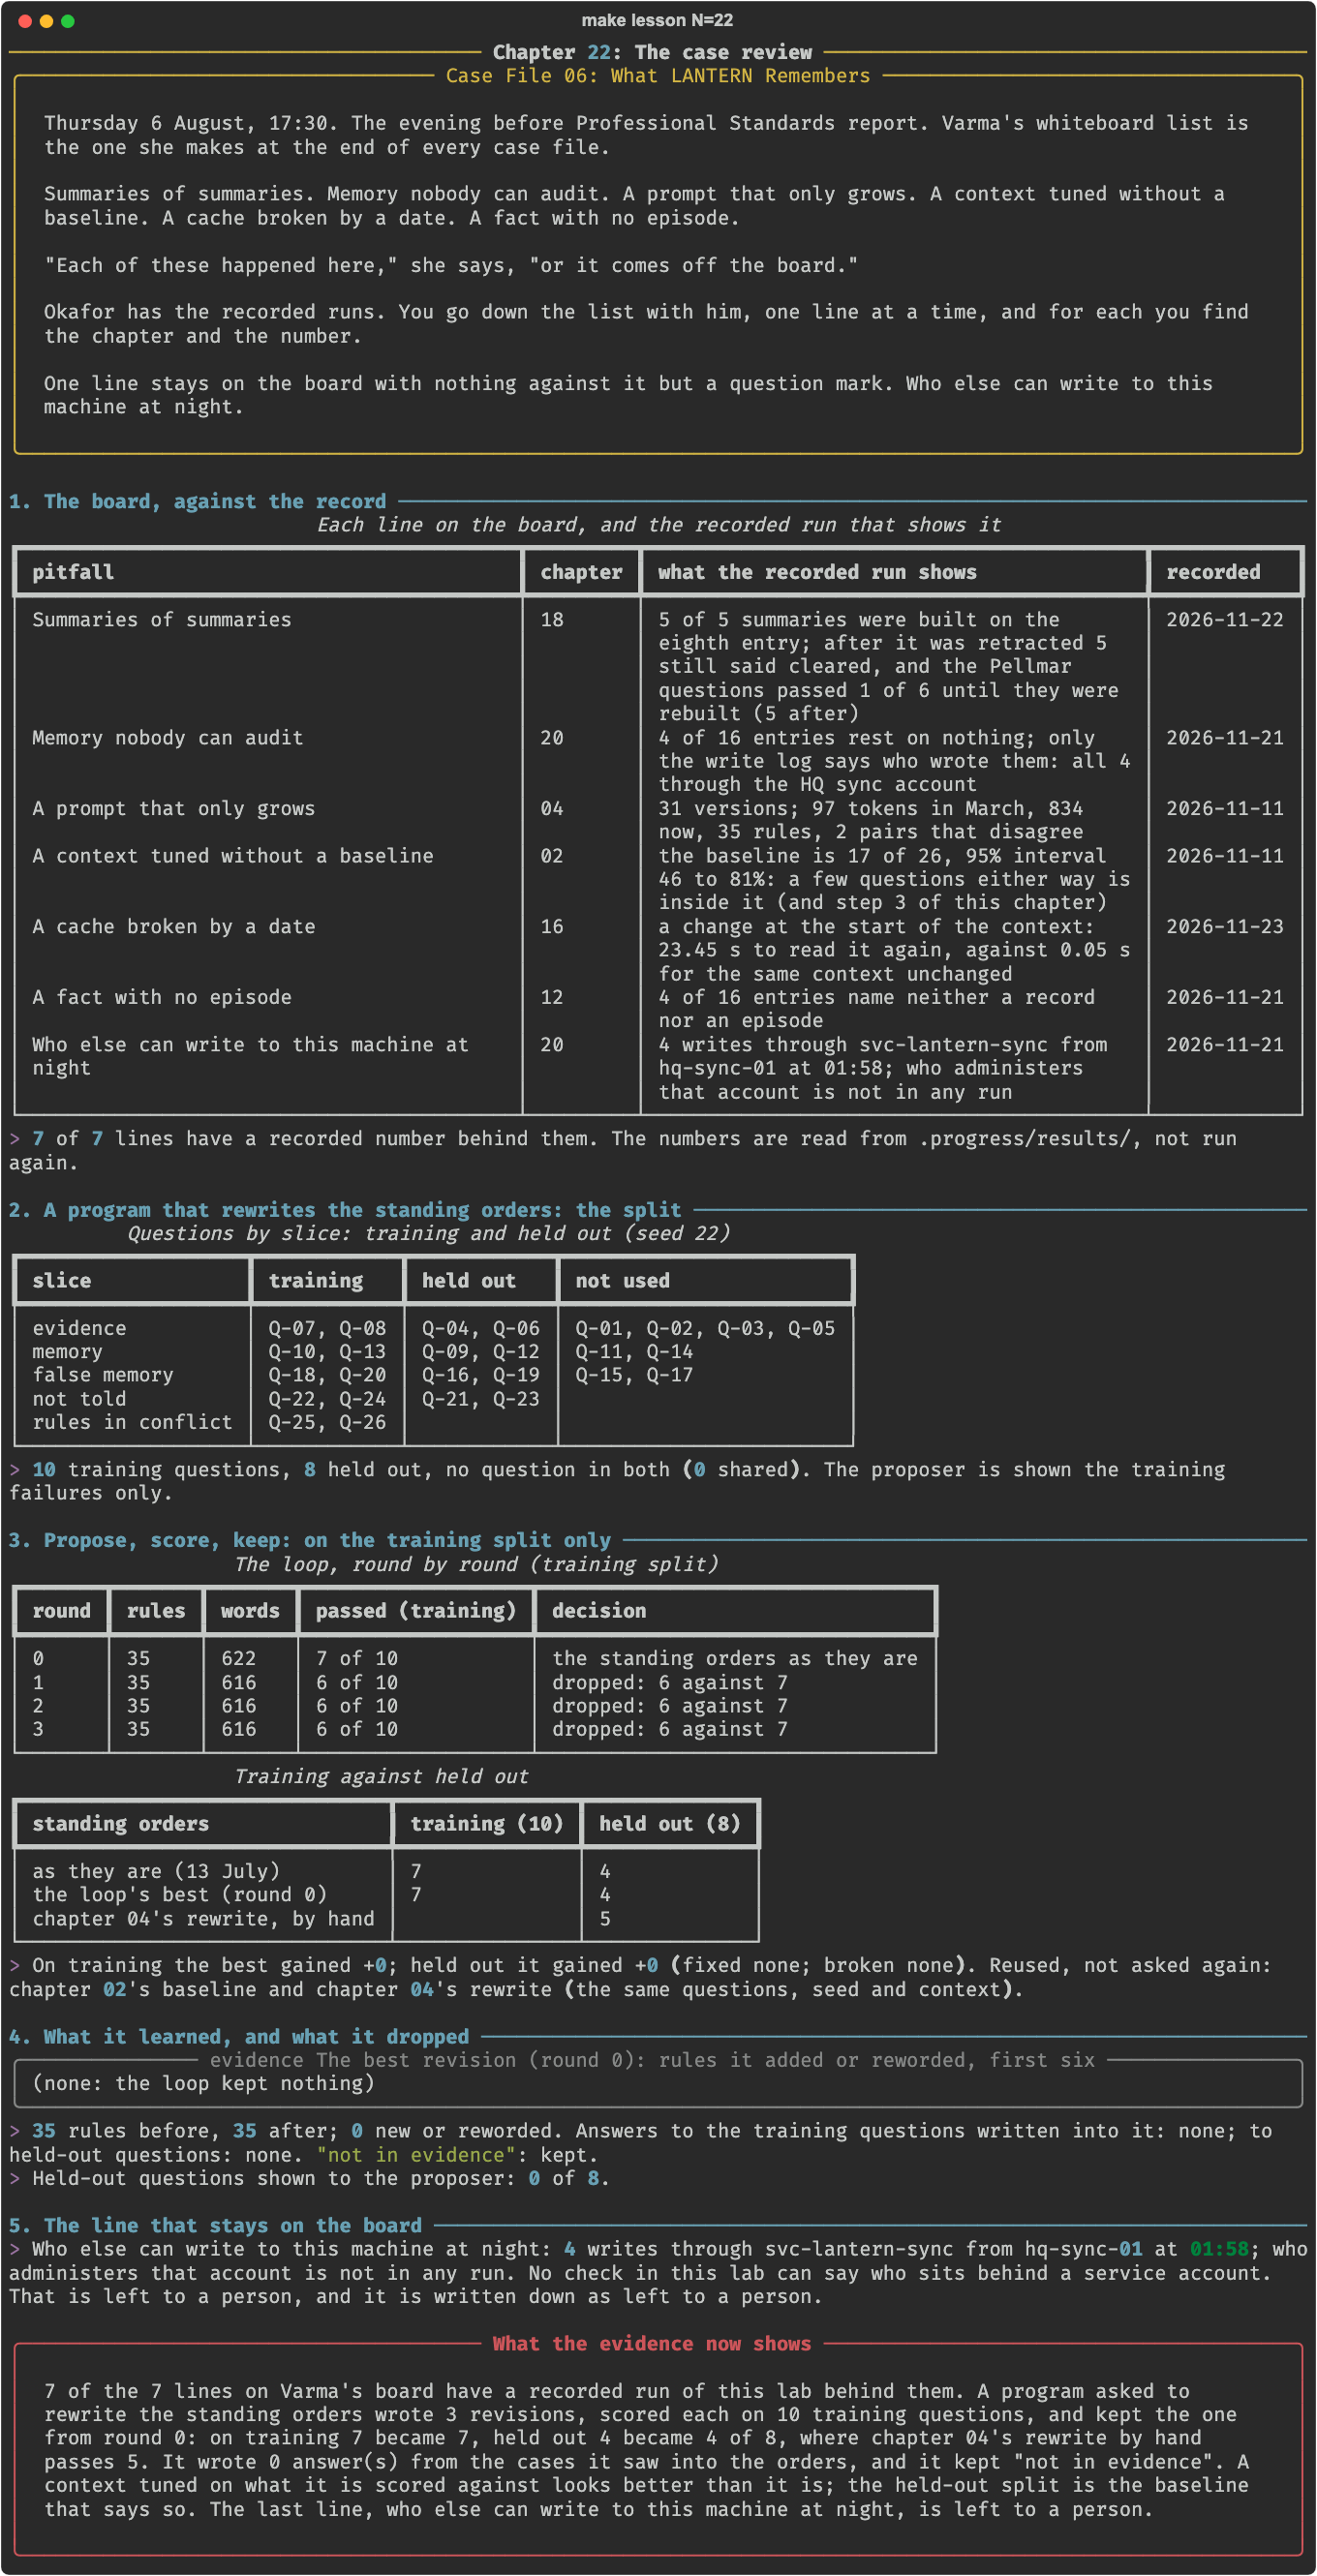 make lesson N=22
Chapter 22: The case review
Case File 06: What LANTERN Remembers
Thursday 6 August, 17:30. The evening before Professional Standards report. Varma's whiteboard list is
the one she makes at the end of every case file.
Summaries of summaries. Memory nobody can audit. A prompt that only grows. A context tuned without a
baseline. A cache broken by a date. A fact with no episode.
"Each of these happened here," she says, "or it comes off the board."
Okafor has the recorded runs. You go down the list with him, one line at a time, and for each you find
the chapter and the number.
One line stays on the board with nothing against it but a question mark. Who else can write to this
machine at night.
1. The board, against the record
Each line on the board, and the recorded run that shows it
pitfall chapter what the recorded run shows recorded
Summaries of summaries 18 5 of 5 summaries were built on the 2026-11-22
eighth entry; after it was retracted 5
still said cleared, and the Pellmar
questions passed 1 of 6 until they were
rebuilt (5 after)
Memory nobody can audit 20 4 of 16 entries rest on nothing; only 2026-11-21
the write log says who wrote them: all 4
through the HQ sync account
A prompt that only grows 04 31 versions; 97 tokens in March, 834 2026-11-11
now, 35 rules, 2 pairs that disagree
A context tuned without a baseline 02 the baseline is 17 of 26, 95% interval 2026-11-11
46 to 81%: a few questions either way is
inside it (and step 3 of this chapter)
A cache broken by a date 16 a change at the start of the context: 2026-11-23
23.45 s to read it again, against 0.05 s
for the same context unchanged
A fact with no episode 12 4 of 16 entries name neither a record 2026-11-21
nor an episode
Who else can write to this machine at 20 4 writes through svc-lantern-sync from 2026-11-21
night hq-sync-01 at 01:58; who administers
that account is not in any run
> 7 of 7 lines have a recorded number behind them. The numbers are read from .progress/results/, not run
again.
2. A program that rewrites the standing orders: the split
Questions by slice: training and held out (seed 22)
slice training held out not used
evidence Q-07, Q-08 Q-04, Q-06 Q-01, Q-02, Q-03, Q-05
memory Q-10, Q-13 Q-09, Q-12 Q-11, Q-14
false memory Q-18, Q-20 Q-16, Q-19 Q-15, Q-17
not told Q-22, Q-24 Q-21, Q-23
rules in conflict Q-25, Q-26
> 10 training questions, 8 held out, no question in both (0 shared). The proposer is shown the training
failures only.
3. Propose, score, keep: on the training split only
The loop, round by round (training split)
round rules words passed (training) decision
0 35 622 7 of 10 the standing orders as they are
1 35 616 6 of 10 dropped: 6 against 7
2 35 616 6 of 10 dropped: 6 against 7
3 35 616 6 of 10 dropped: 6 against 7
Training against held out
standing orders training (10) held out (8)
as they are (13 July) 7 4
the loop's best (round 0) 7 4
chapter 04's rewrite, by hand 5
> On training the best gained +0; held out it gained +0 (fixed none; broken none). Reused, not asked again:
chapter 02's baseline and chapter 04's rewrite (the same questions, seed and context).
4. What it learned, and what it dropped
evidence The best revision (round 0): rules it added or reworded, first six
(none: the loop kept nothing)
> 35 rules before, 35 after; 0 new or reworded. Answers to the training questions written into it: none; to
held-out questions: none. "not in evidence": kept.
> Held-out questions shown to the proposer: 0 of 8.
5. The line that stays on the board
> Who else can write to this machine at night: 4 writes through svc-lantern-sync from hq-sync-01 at 01:58; who
administers that account is not in any run. No check in this lab can say who sits behind a service account.
That is left to a person, and it is written down as left to a person.
What the evidence now shows
7 of the 7 lines on Varma's board have a recorded run of this lab behind them. A program asked to
rewrite the standing orders wrote 3 revisions, scored each on 10 training questions, and kept the one
from round 0: on training 7 became 7, held out 4 became 4 of 8, where chapter 04's rewrite by hand
passes 5. It wrote 0 answer(s) from the cases it saw into the orders, and it kept "not in evidence". A
context tuned on what it is scored against looks better than it is; the held-out split is the baseline
that says so. The last line, who else can write to this machine at night, is left to a person.